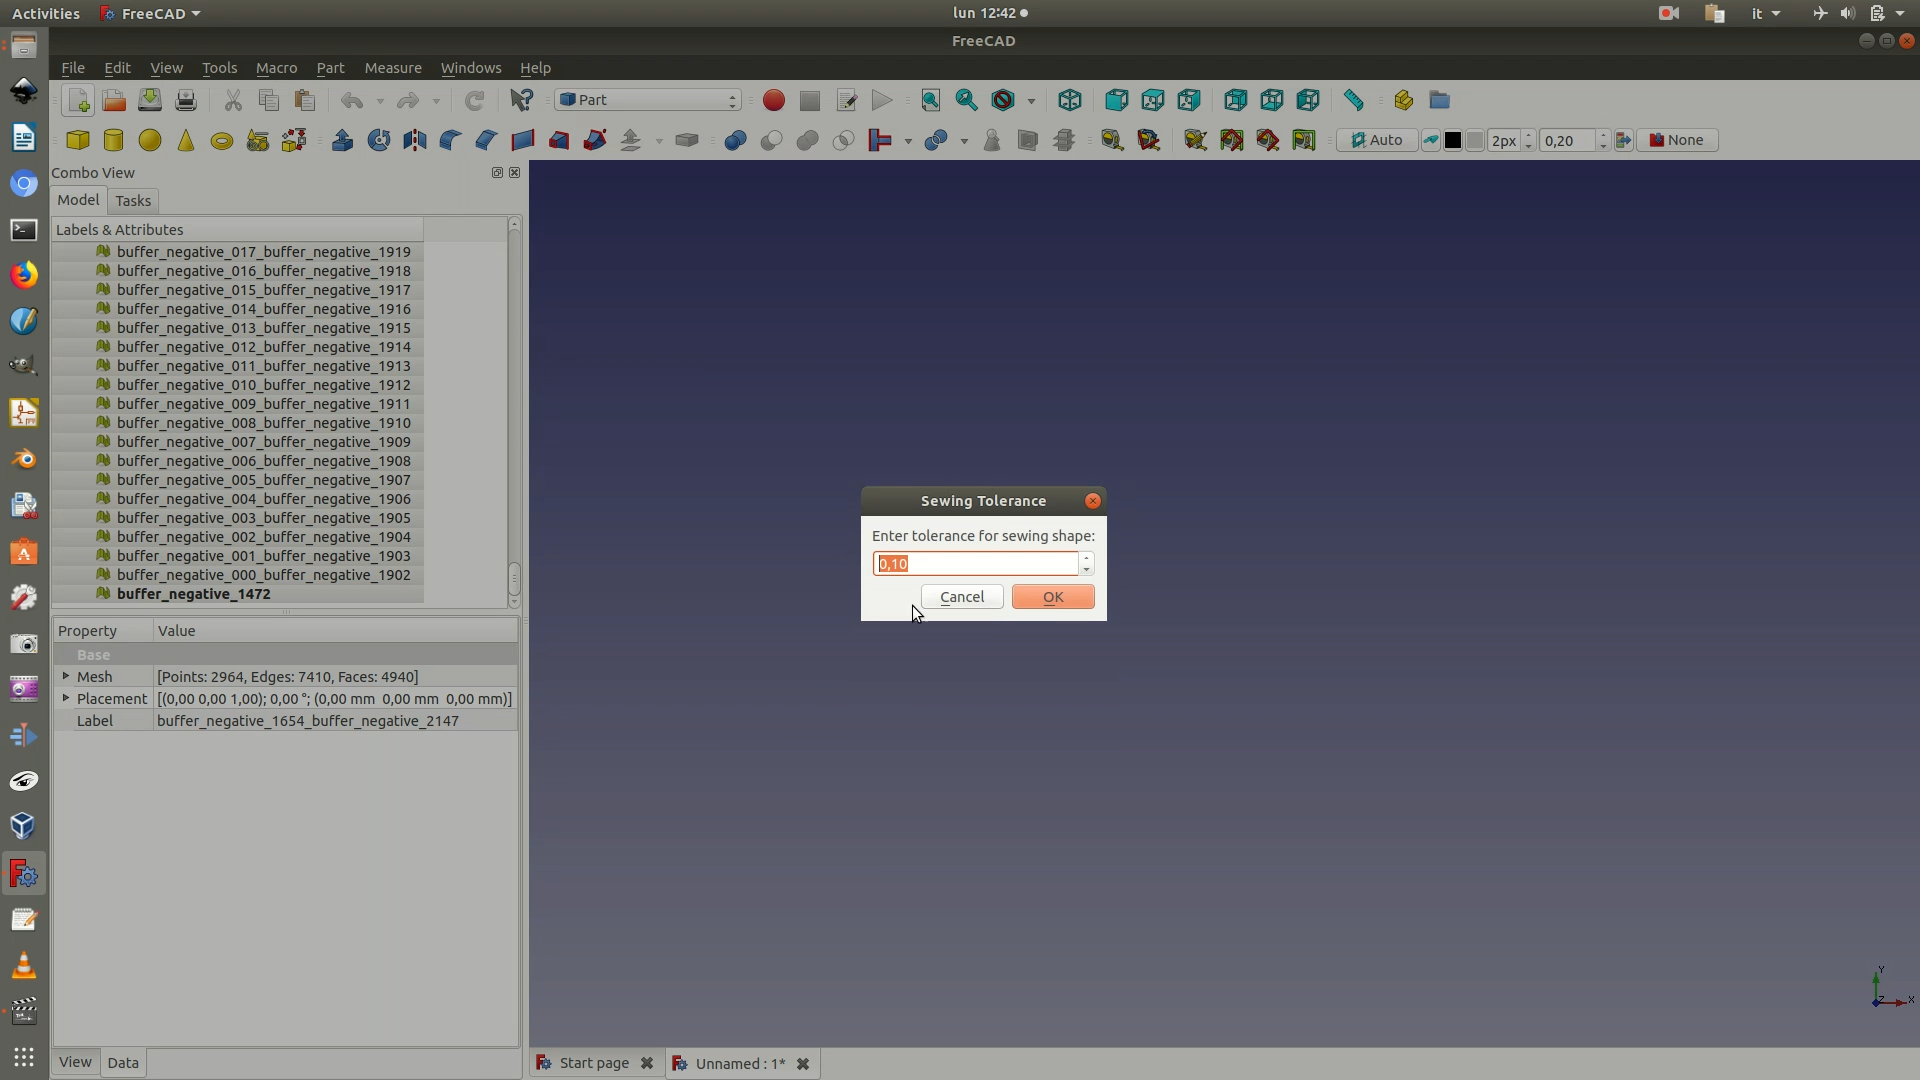 Activities FreeCAD lun 12:42 it
FreeCAD
File Edit View Tools Macro Part Measure Windows Help
Part
Auto 2px 0,20 None
Combo View
Model Tasks
Labels & Attributes
buffer_negative_017_buffer_negative_1919
buffer_negative_016_buffer_negative_1918
buffer_negative_015_buffer_negative_1917
buffer_negative_014_buffer_negative_1916
buffer_negative_013_buffer_negative_1915
buffer_negative_012_buffer_negative_1914
buffer_negative_011_buffer_negative_1913
buffer_negative_010_buffer_negative_1912
buffer_negative_009_buffer_negative_1911
buffer_negative_008_buffer_negative_1910
buffer_negative_007_buffer_negative_1909
buffer_negative_006_buffer_negative_1908
buffer_negative_005_buffer_negative_1907
buffer_negative_004_buffer_negative_1906
buffer_negative_003_buffer_negative_1905
buffer_negative_002_buffer_negative_1904
buffer_negative_001_buffer_negative_1903
buffer_negative_000_buffer_negative_1902
buffer_negative_1472
Property Value
Base
Mesh [Points: 2964, Edges: 7410, Faces: 4940]
Placement [(0,00 0,00 1,00); 0,00 °; (0,00 mm 0,00 mm 0,00 mm)]
Label buffer_negative_1654_buffer_negative_2147
View Data
Sewing Tolerance
Enter tolerance for sewing shape:
0,10
Cancel OK
Y
Z X
Start page Unnamed : 1*